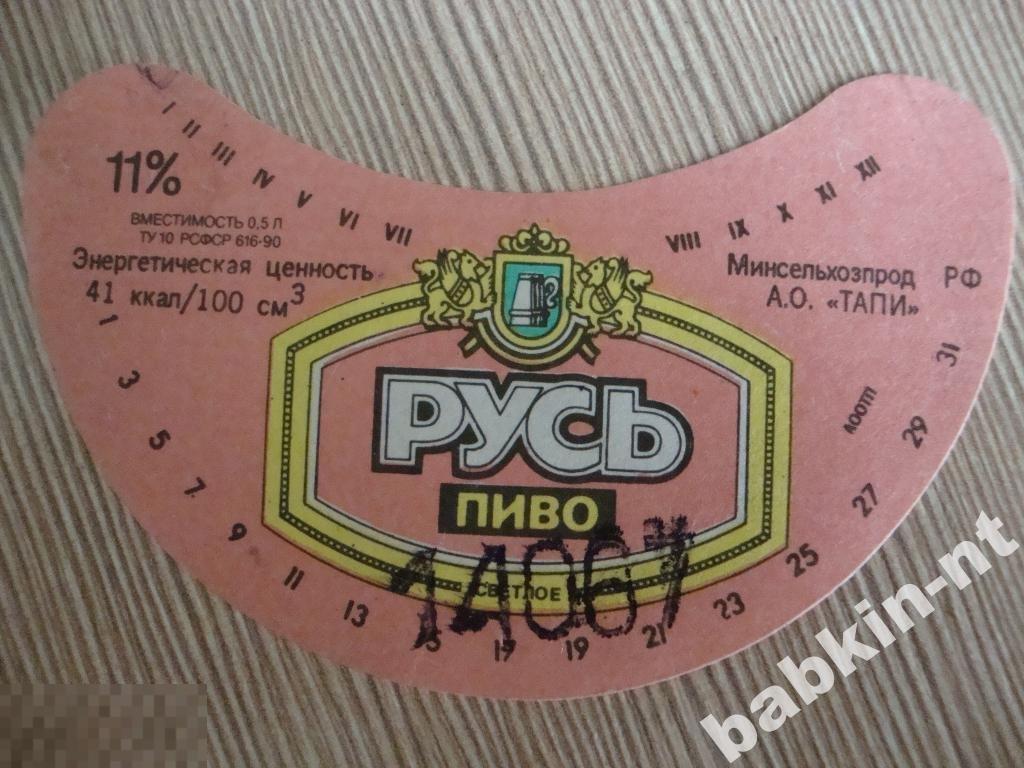 I II III IV V VI VII VIII IX X XI XII
11%
ВМЕСТИМОСТЬ 0,5 Л
ТУ 10 РСФСР 616-90
Энергетическая ценность
41 ккал/100 см³
Минсельхозпрод РФ
А.О. «ТАПИ»
РУСЬ
ПИВО
СВЕТЛОЕ
14067
1 3 5 7 9 11 13 15 17 19 21 23 25 27 29 31
babkin-nt